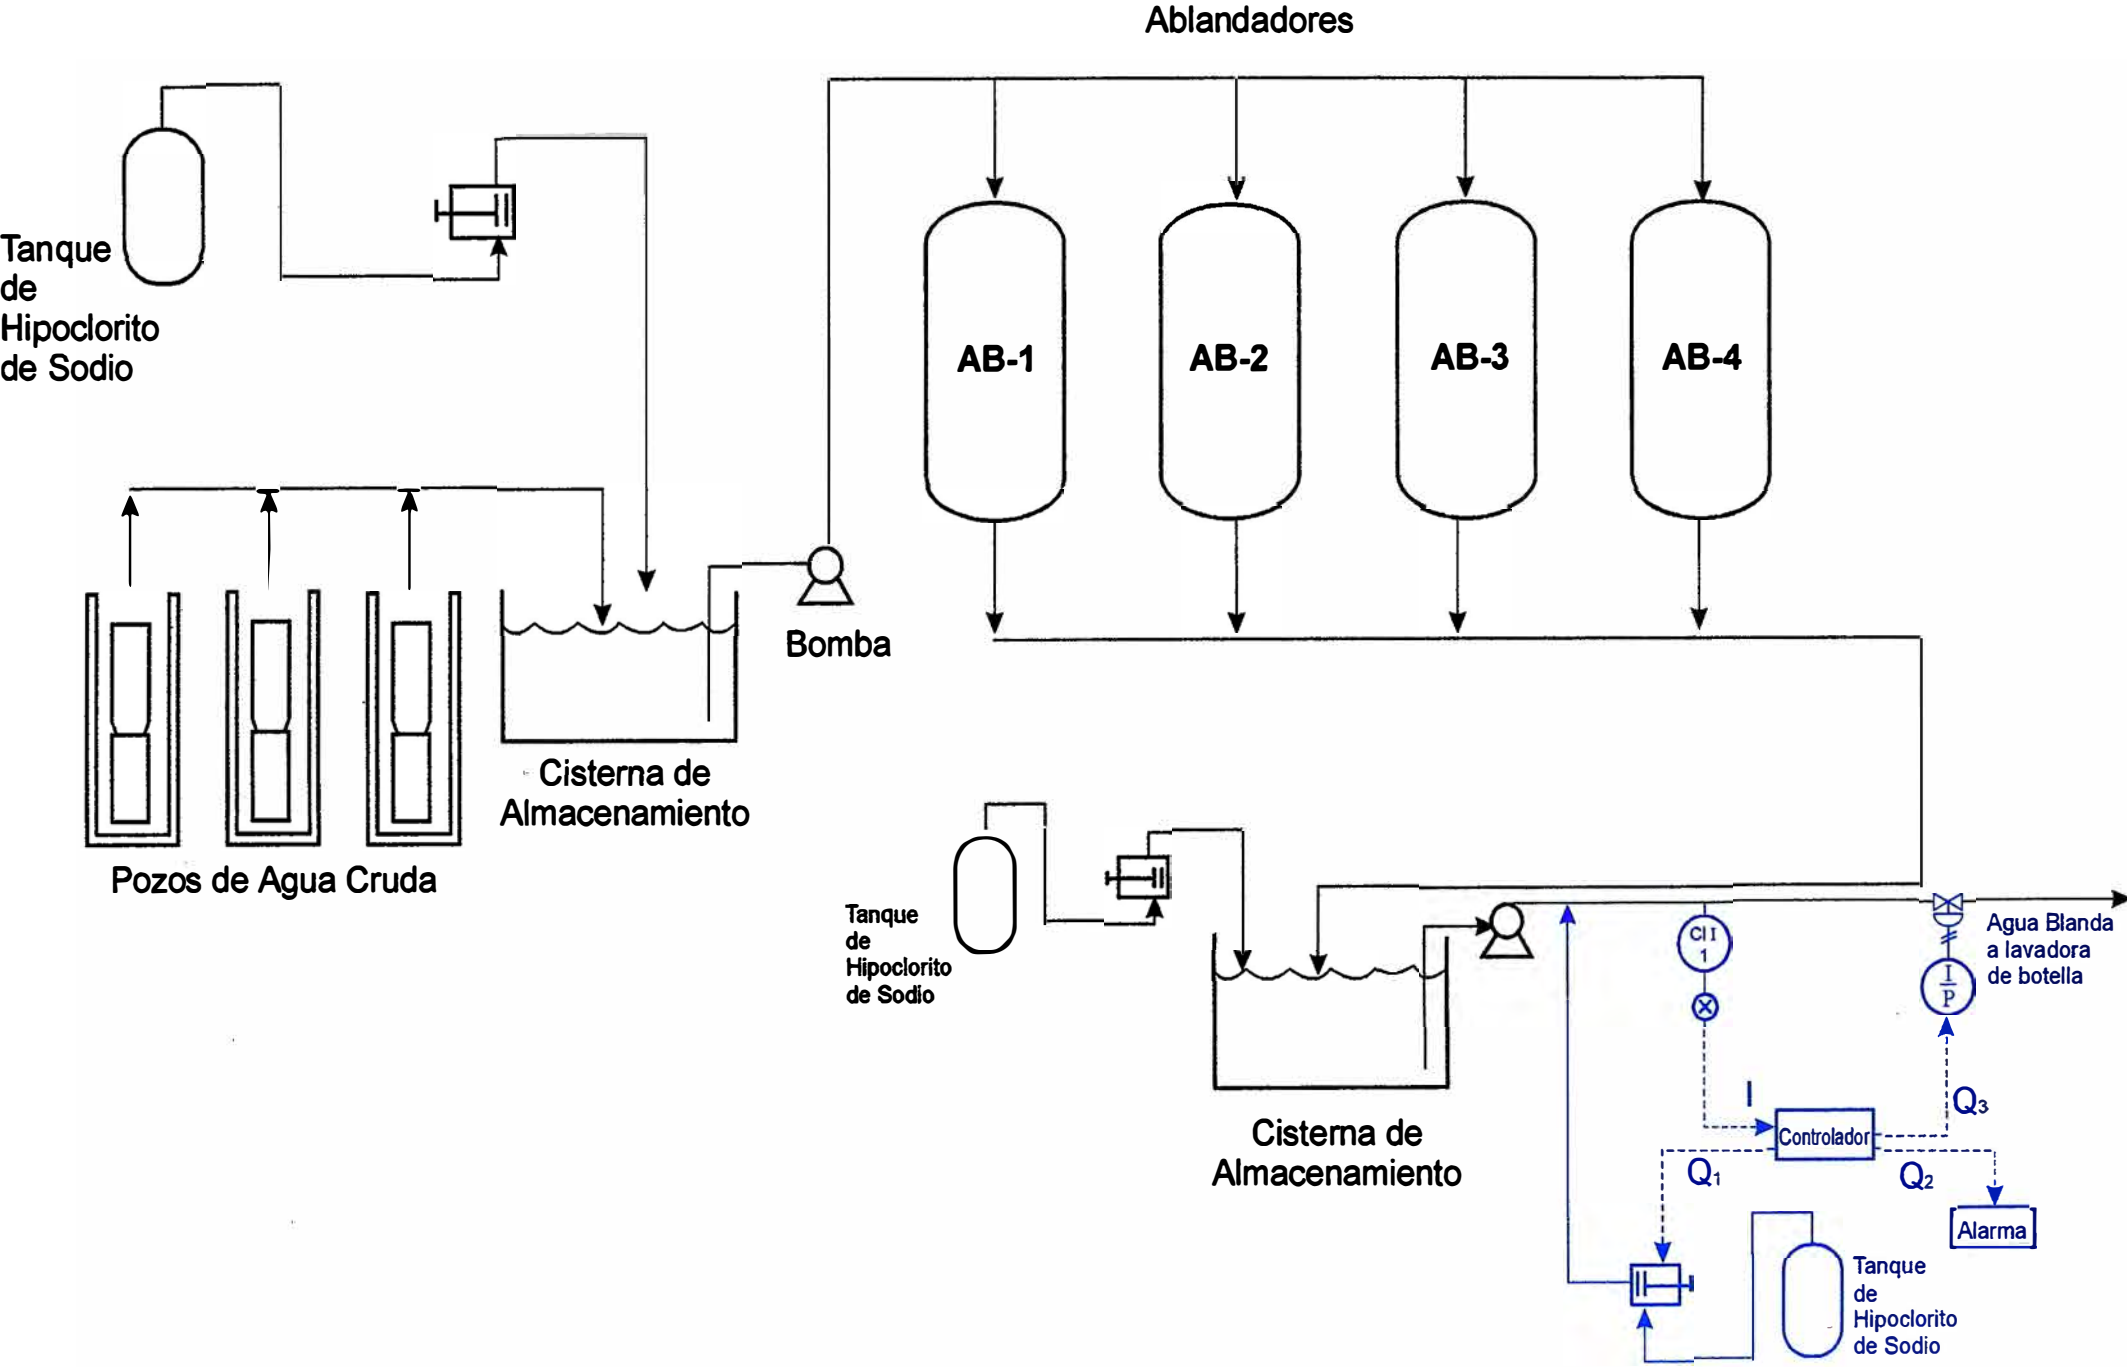 Ablandadores
Tanque
de
Hipoclorito
de Sodio
AB-1
AB-2
AB-3
AB-4
Bomba
Cisterna de
Almacenamiento
Pozos de Agua Cruda
Tanque
de
Hipoclorito
de Sodio
Cl I
1
I
P
Agua Blanda
a lavadora
de botella
Cisterna de
Almacenamiento
I
Controlador
Q3
Q1
Q2
Alarma
Tanque
de
Hipoclorito
de Sodio